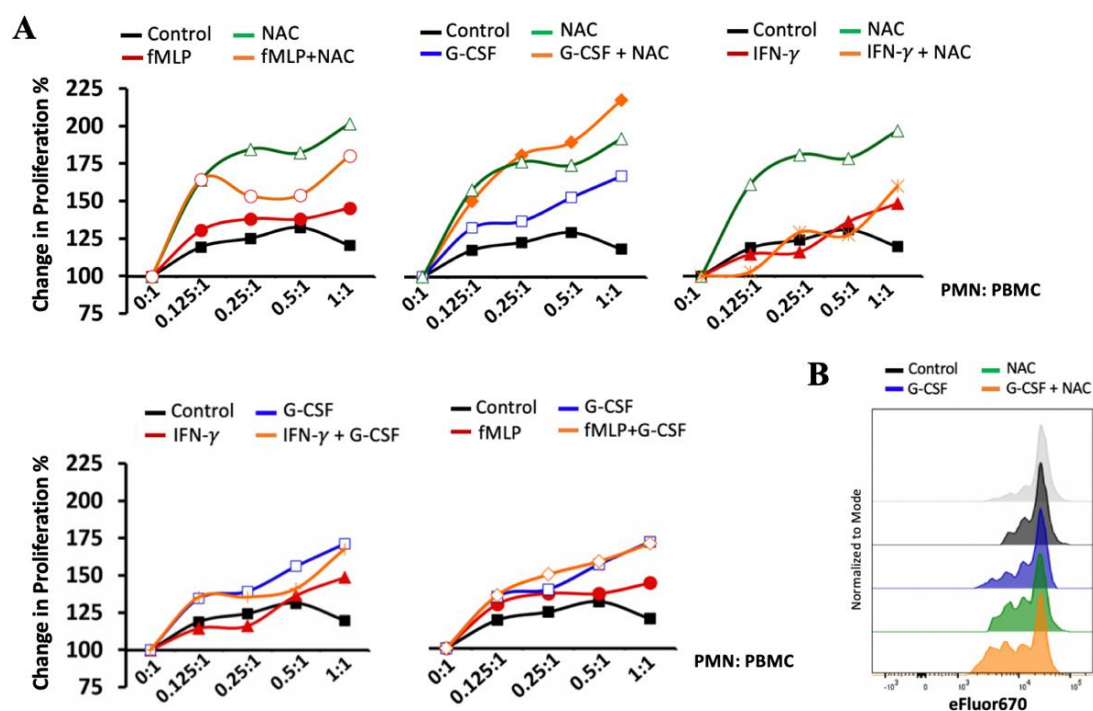 A
Control NAC
fMLP fMLP+NAC
Control NAC
G-CSF G-CSF + NAC
Control NAC
IFN-γ IFN-γ + NAC
Change in Proliferation %
225
200
175
150
125
100
75
0:1 0.125:1 0.25:1 0.5:1 1:1
0:1 0.125:1 0.25:1 0.5:1 1:1
0:1 0.125:1 0.25:1 0.5:1 1:1
PMN: PBMC
Control G-CSF
IFN-γ IFN-γ + G-CSF
Control G-CSF
fMLP fMLP+G-CSF
Change in Proliferation %
225
200
175
150
125
100
75
0:1 0.125:1 0.25:1 0.5:1 1:1
0:1 0.125:1 0.25:1 0.5:1 1:1
PMN: PBMC
B
Control NAC
G-CSF G-CSF + NAC
Normalized to Mode
-10³ 0 10³ 10⁴ 10⁵
eFluor670